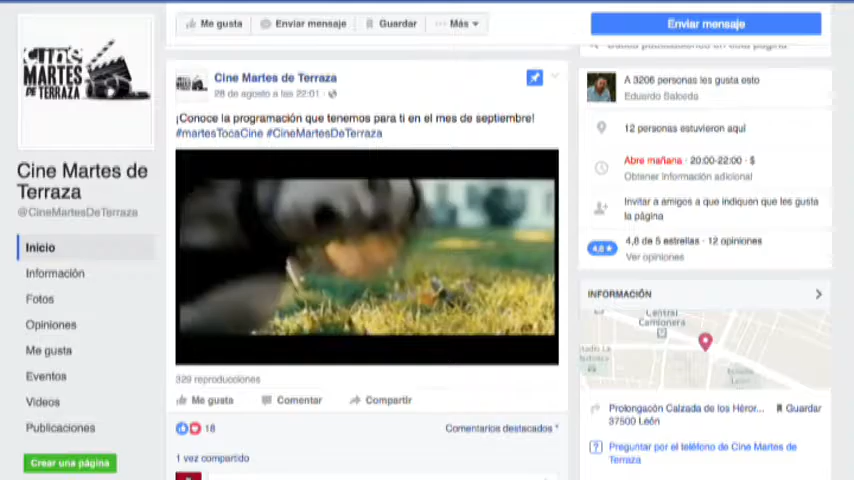 Me gusta
Enviar mensaje
Guardar
Más
Enviar mensaje
CINE
MARTES
DE TERRAZA
Cine Martes de
Terraza
@CineMartesDeTerraza
Inicio
Información
Fotos
Opiniones
Me gusta
Eventos
Videos
Publicaciones
Crear una página
Cine Martes de Terraza
28 de agosto a las 22:01
¡Conoce la programación que tenemos para ti en el mes de septiembre!
#martesTocaCine #CineMartesDeTerraza
329 reproducciones
Me gusta
Comentar
Compartir
18
Comentarios destacados
1 vez compartido
A 3206 personas les gusta esto
Eduardo Balceda
12 personas estuvieron aquí
Abre mañana · 20:00-22:00 · $
Obtener información adicional
Invitar a amigos a que indiquen que les gusta
la página
4,8 ★
4,8 de 5 estrellas · 12 opiniones
Ver opiniones
INFORMACIÓN
Central
Camionera
Prolongación Calzada de los Héror...
Guardar
37500 León
Preguntar por el teléfono de Cine Martes de
Terraza